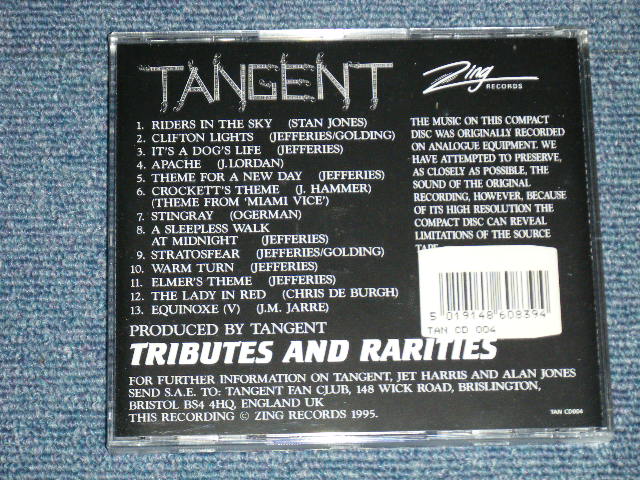 TANGENT
Zing
RECORDS
1. RIDERS IN THE SKY (STAN JONES)
2. CLIFTON LIGHTS (JEFFERIES/GOLDING)
3. IT'S A DOG'S LIFE (JEFFERIES)
4. APACHE (J.LORDAN)
5. THEME FOR A NEW DAY (JEFFERIES)
6. CROCKETT'S THEME (J. HAMMER)
(THEME FROM 'MIAMI VICE')
7. STINGRAY (OGERMAN)
8. A SLEEPLESS WALK
AT MIDNIGHT (JEFFERIES)
9. STRATOSFEAR (JEFFERIES/GOLDING)
10. WARM TURN (JEFFERIES)
11. ELMER'S THEME (JEFFERIES)
12. THE LADY IN RED (CHRIS DE BURGH)
13. EQUINOXE (V) (J.M. JARRE)
THE MUSIC ON THIS COMPACT
DISC WAS ORIGINALLY RECORDED
ON ANALOGUE EQUIPMENT. WE
HAVE ATTEMPTED TO PRESERVE,
AS CLOSELY AS POSSIBLE, THE
SOUND OF THE ORIGINAL
RECORDING, HOWEVER, BECAUSE
OF ITS HIGH RESOLUTION THE
COMPACT DISC CAN REVEAL
LIMITATIONS OF THE SOURCE
TAPE
5 019148 608394
TAN CD 004
PRODUCED BY TANGENT
TRIBUTES AND RARITIES
FOR FURTHER INFORMATION ON TANGENT, JET HARRIS AND ALAN JONES
SEND S.A.E. TO: TANGENT FAN CLUB, 148 WICK ROAD, BRISLINGTON,
BRISTOL BS4 4HQ, ENGLAND UK
THIS RECORDING © ZING RECORDS 1995.
TAN CD004